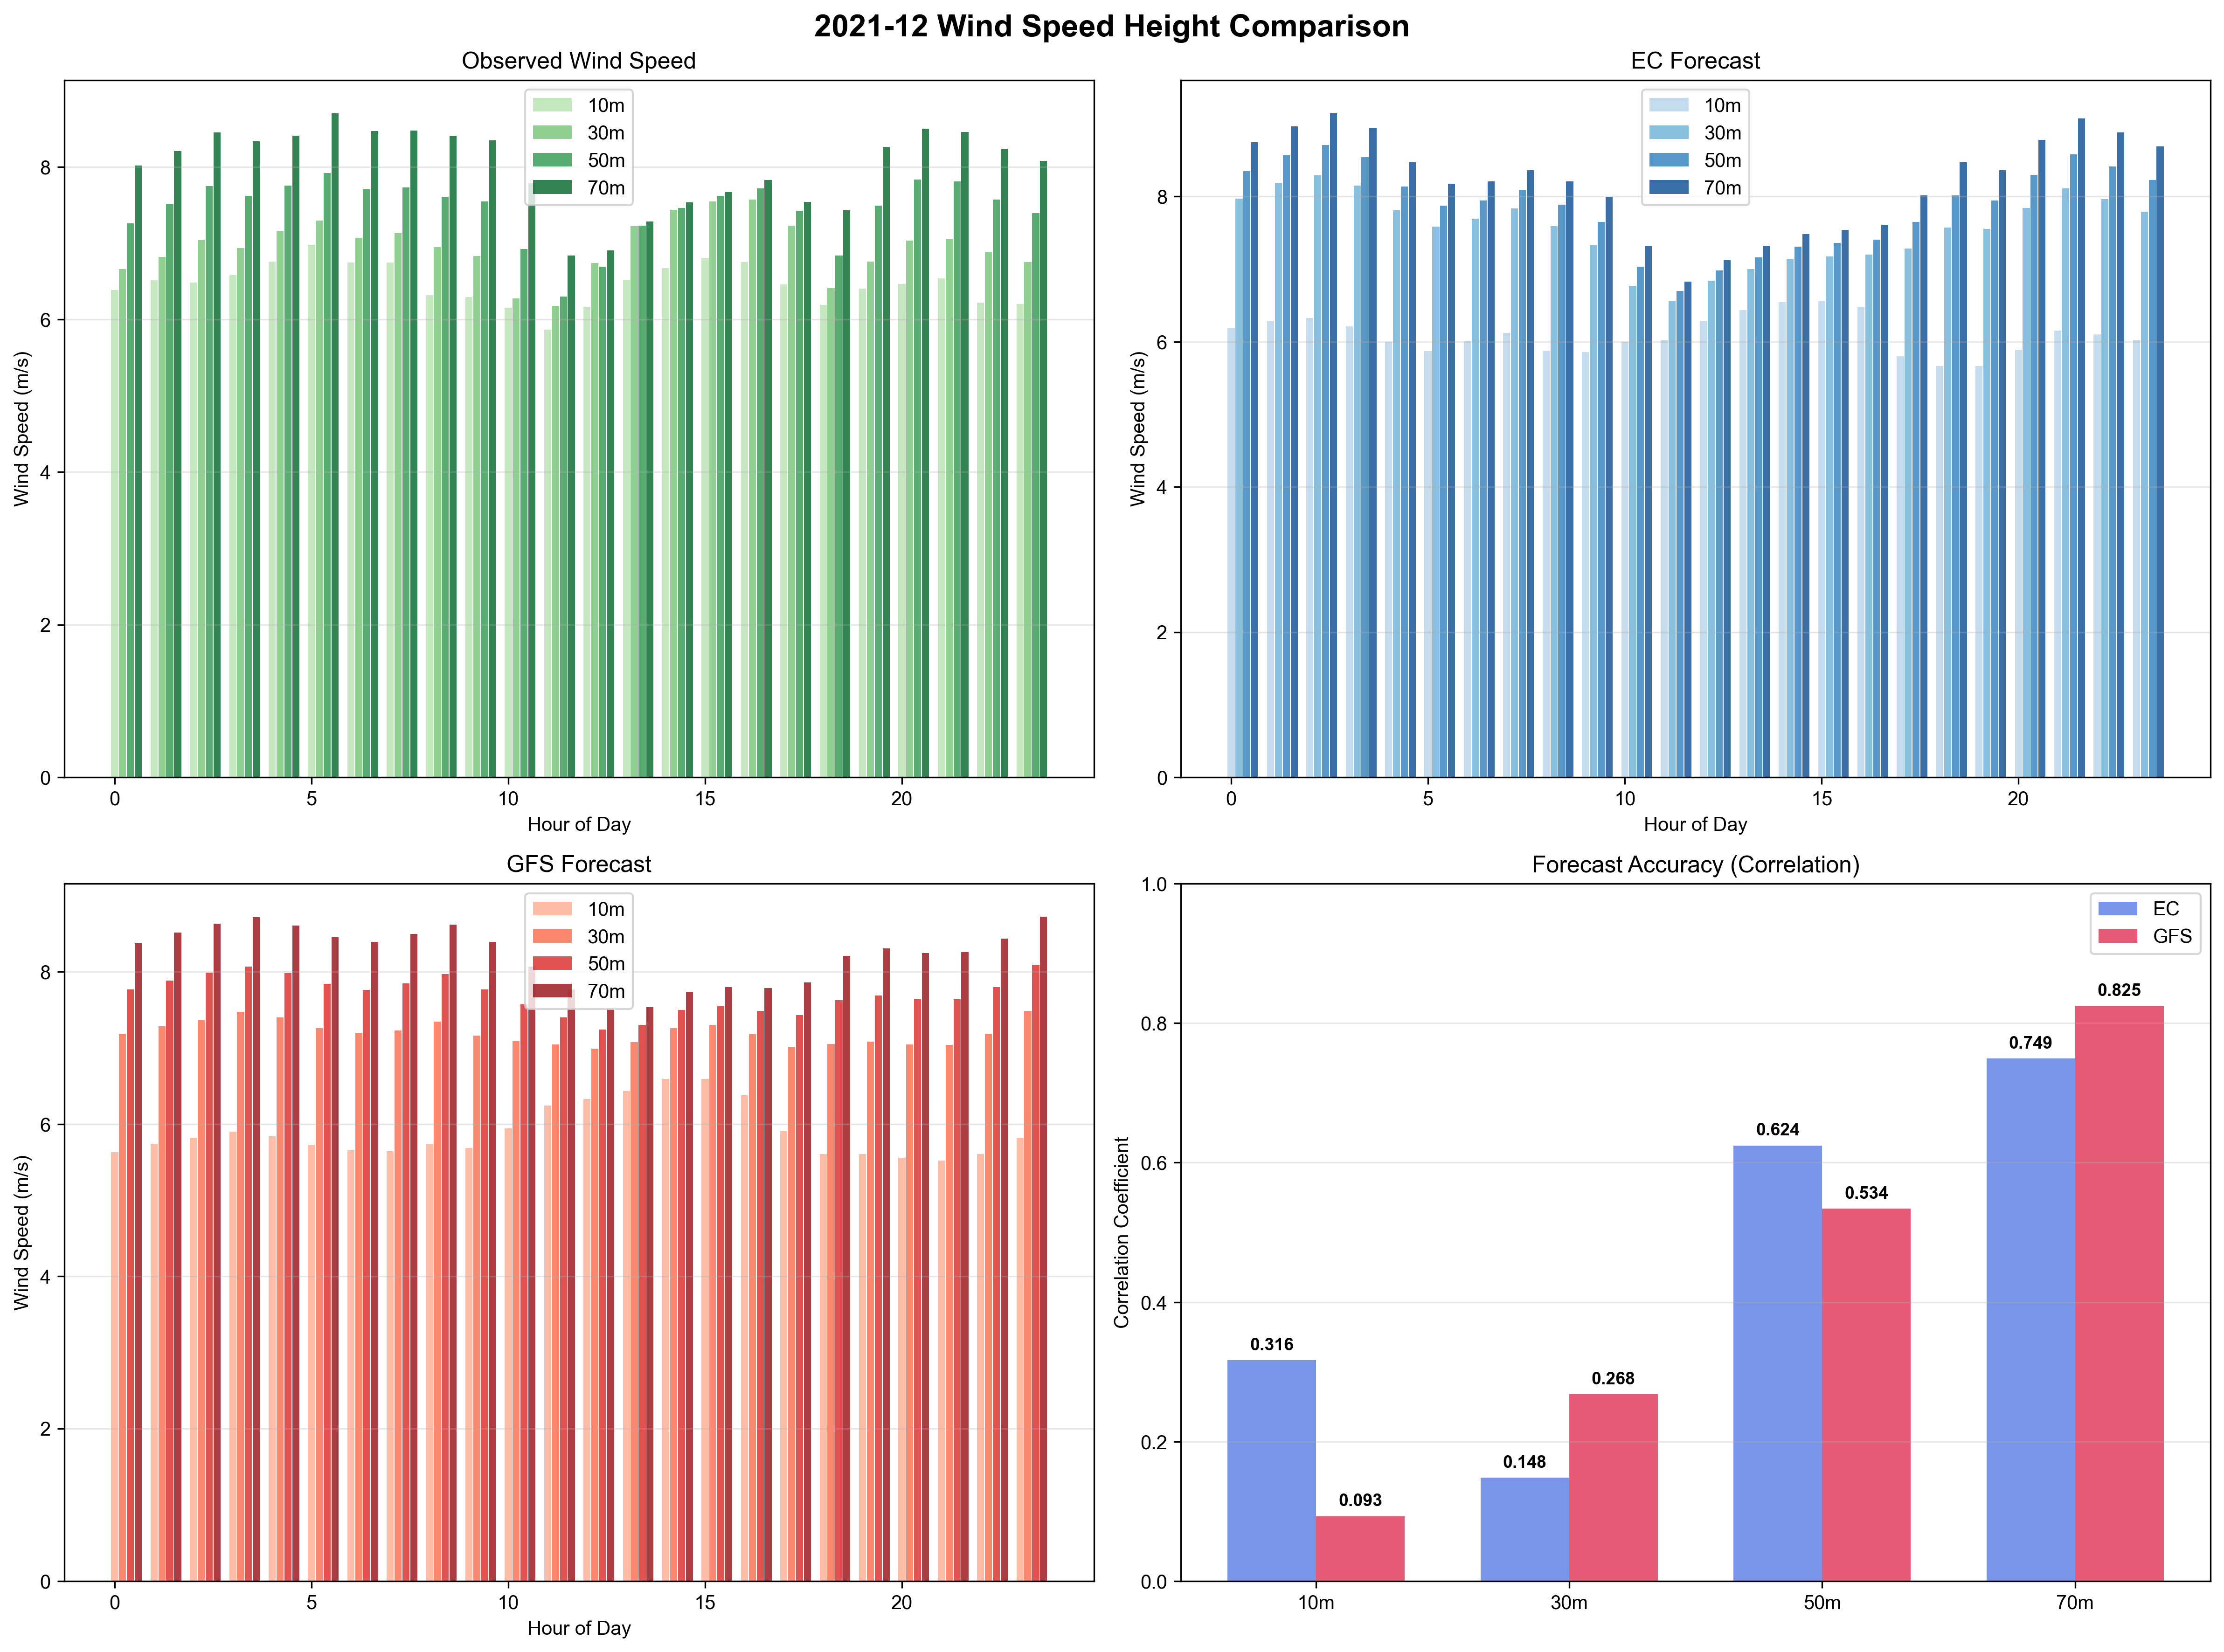 2021-12 Wind Speed Height Comparison
Observed Wind Speed
10m
30m
50m
70m
8
6
4
2
0
Wind Speed (m/s)
0 5 10 15 20
Hour of Day
EC Forecast
10m
30m
50m
70m
8
6
4
2
0
Wind Speed (m/s)
0 5 10 15 20
Hour of Day
GFS Forecast
10m
30m
50m
70m
8
6
4
2
0
Wind Speed (m/s)
0 5 10 15 20
Hour of Day
Forecast Accuracy (Correlation)
EC
GFS
1.0
0.8
0.6
0.4
0.2
0.0
Correlation Coefficient
0.316
0.093
0.148
0.268
0.624
0.534
0.749
0.825
10m 30m 50m 70m